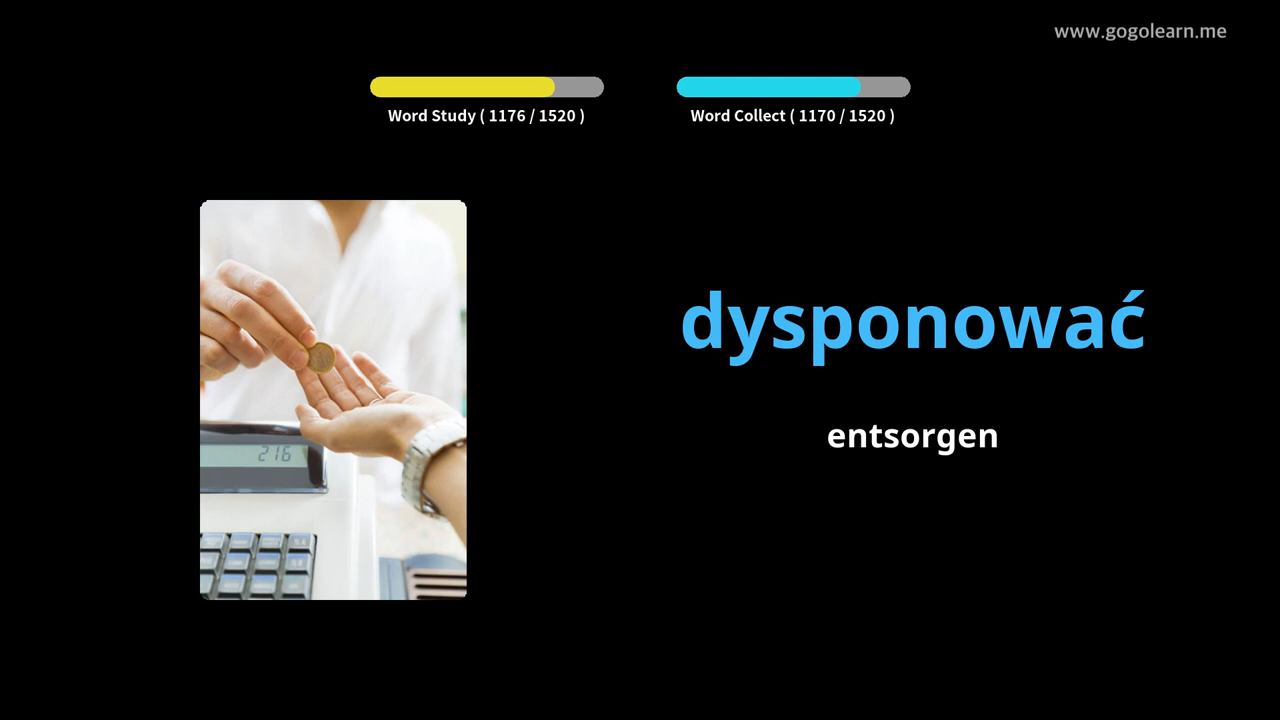 www.gogolearn.me
Word Study ( 1176 / 1520 )
Word Collect ( 1170 / 1520 )
dysponować
entsorgen
216